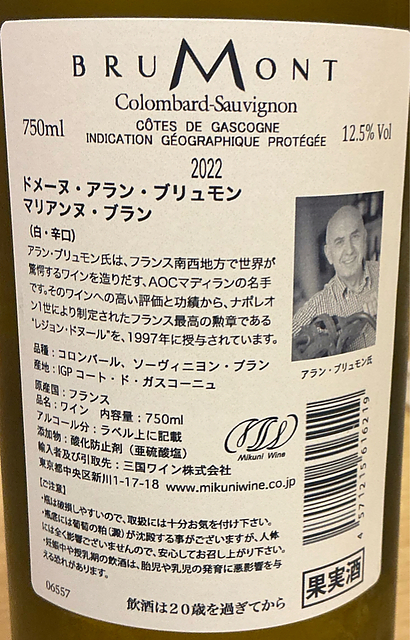 BRUMONT
Colombard-Sauvignon
750ml
CÔTES DE GASCOGNE
INDICATION GÉOGRAPHIQUE PROTÉGÉE
12.5% Vol
2022
ドメーヌ・アラン・ブリュモン
マリアンヌ・ブラン
(白・辛口)
アラン・ブリュモン氏は、フランス南西地方で世界が
驚愕するワインを造りだす、AOCマディランの名手
です。そのワインへの高い評価と功績から、ナポレオ
ン1世により制定されたフランス最高の勲章である
"レジョン・ドヌール"を、1997年に授与されています。
アラン・ブリュモン氏
品種：コロンバール、ソーヴィニヨン・ブラン
産地：IGP コート・ド・ガスコーニュ
原産国：フランス
品名：ワイン 内容量：750ml
アルコール分：ラベル上に記載
添加物：酸化防止剤（亜硫酸塩）
輸入者及び引取先：三国ワイン株式会社
東京都中央区新川1-17-18 www.mikuniwine.co.jp
Mikuni Wine
4571275616219
【ご注意】
・瓶は破損しやすいので、取扱には十分お気を付け下さい。
・瓶底には葡萄の粕(澱)が沈殿する事がございますが、人体
には全く影響ございませんので、安心してお召し上がり下さい。
・妊娠中や授乳期の飲酒は、胎児や乳児の発育に悪影響を与
える恐れがあります。
06557
果実酒
飲酒は20歳を過ぎてから